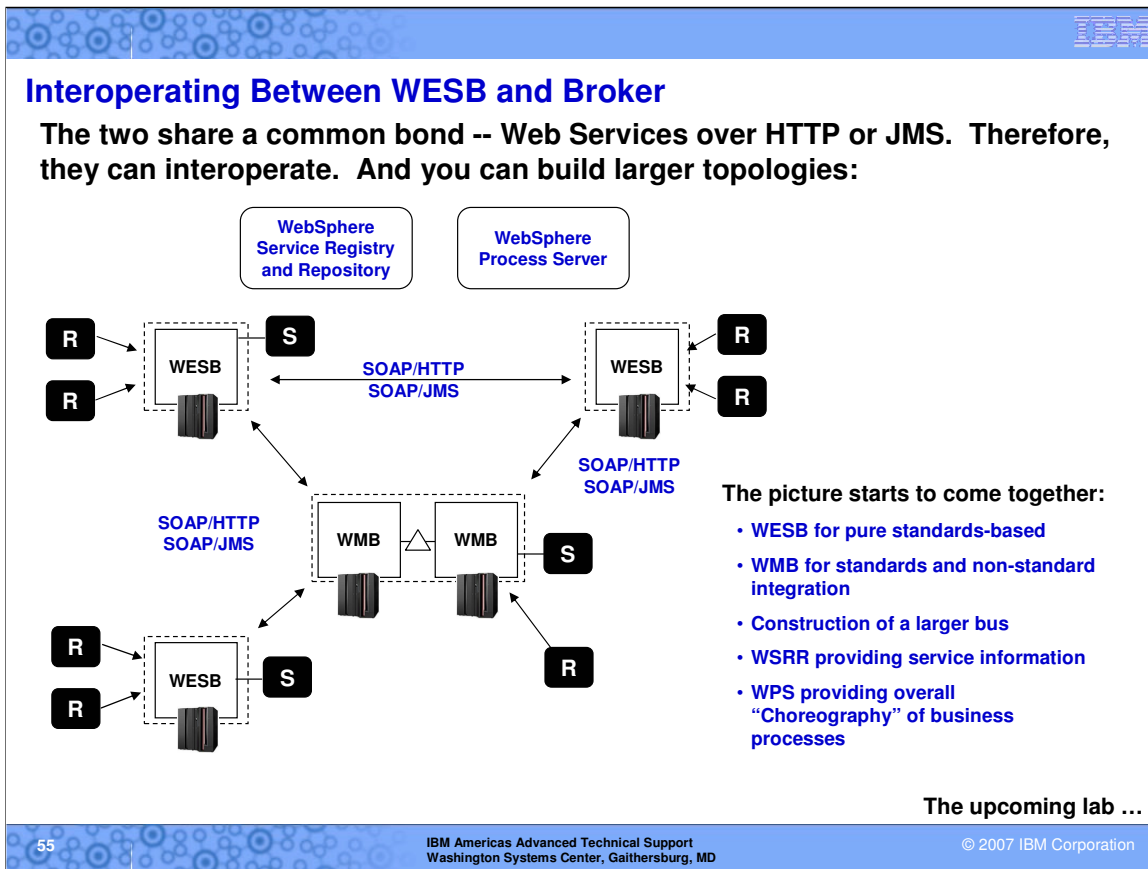 IBM
Interoperating Between WESB and Broker
The two share a common bond -- Web Services over HTTP or JMS.  Therefore,
they can interoperate.  And you can build larger topologies:
WebSphere
Service Registry
and Repository
WebSphere
Process Server
R
R
WESB
S
SOAP/HTTP
SOAP/JMS
WESB
R
R
SOAP/HTTP
SOAP/JMS
SOAP/HTTP
SOAP/JMS
WMB
WMB
S
R
R
R
WESB
S
The picture starts to come together:
• WESB for pure standards-based
• WMB for standards and non-standard
integration
• Construction of a larger bus
• WSRR providing service information
• WPS providing overall
“Choreography” of business
processes
The upcoming lab …
55
IBM Americas Advanced Technical Support
Washington Systems Center, Gaithersburg, MD
© 2007 IBM Corporation